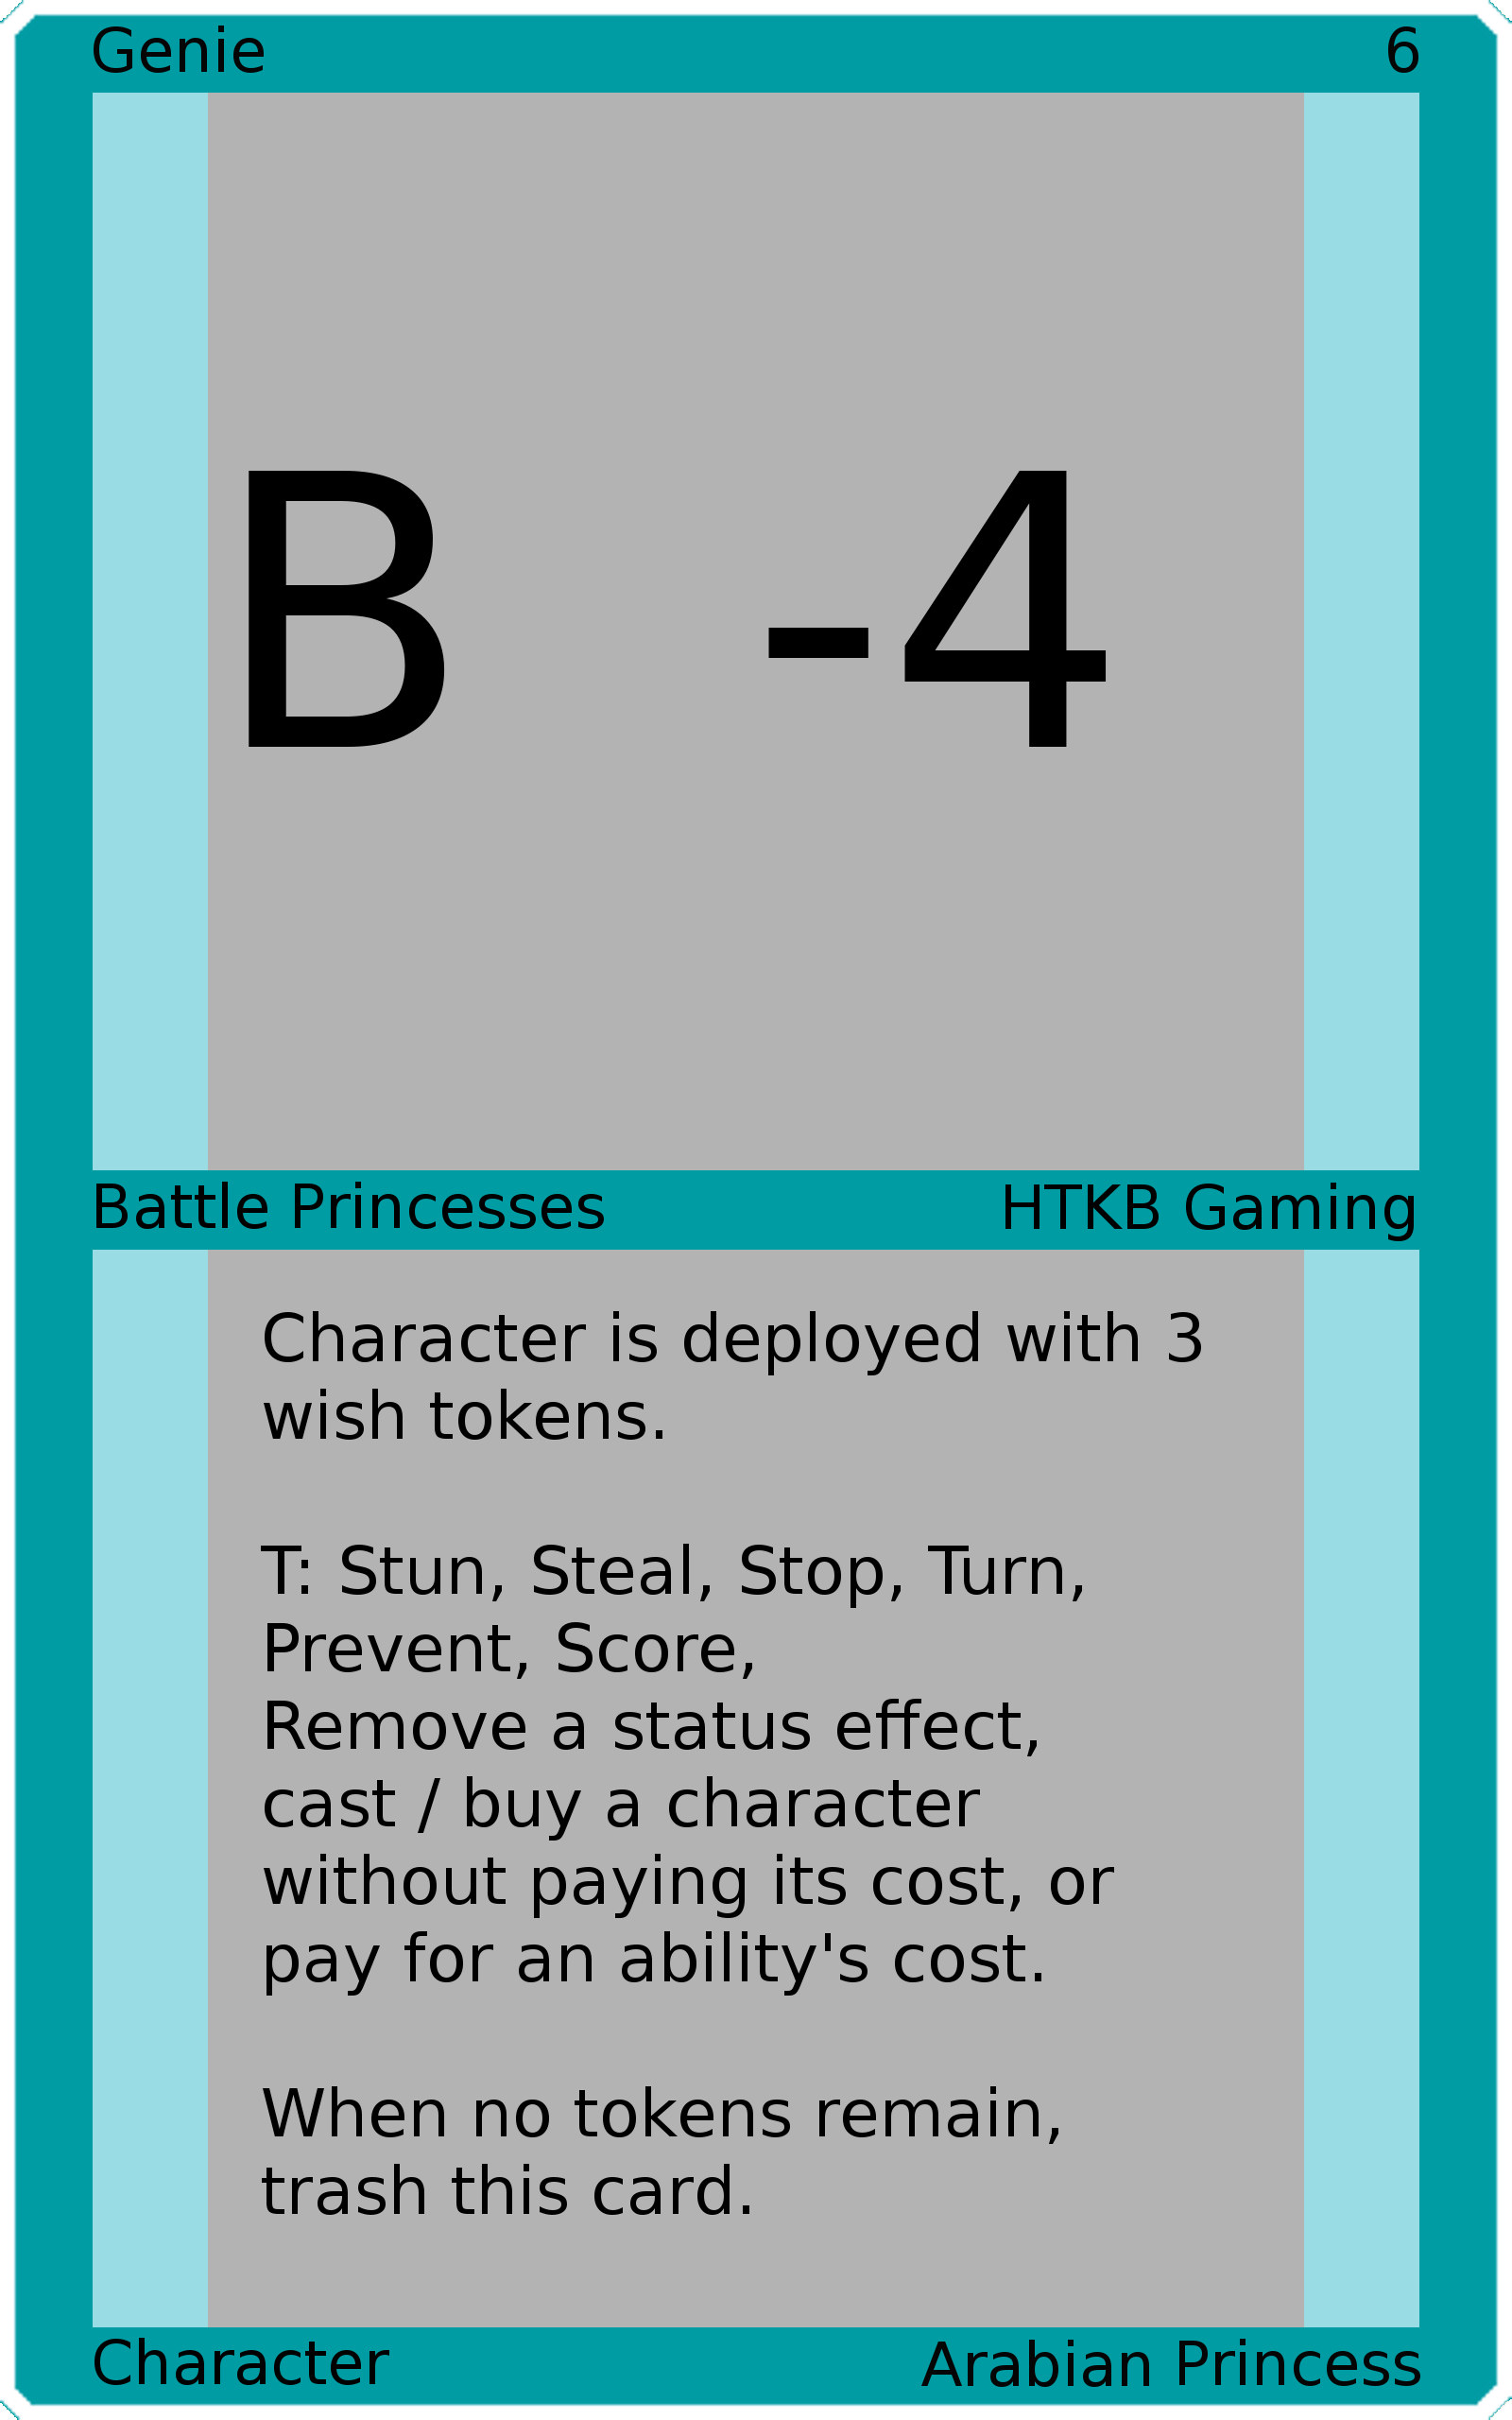 Genie 6
B -4
Battle Princesses HTKB Gaming
Character is deployed with 3
wish tokens.
T: Stun, Steal, Stop, Turn,
Prevent, Score,
Remove a status effect,
cast / buy a character
without paying its cost, or
pay for an ability's cost.
When no tokens remain,
trash this card.
Character Arabian Princess